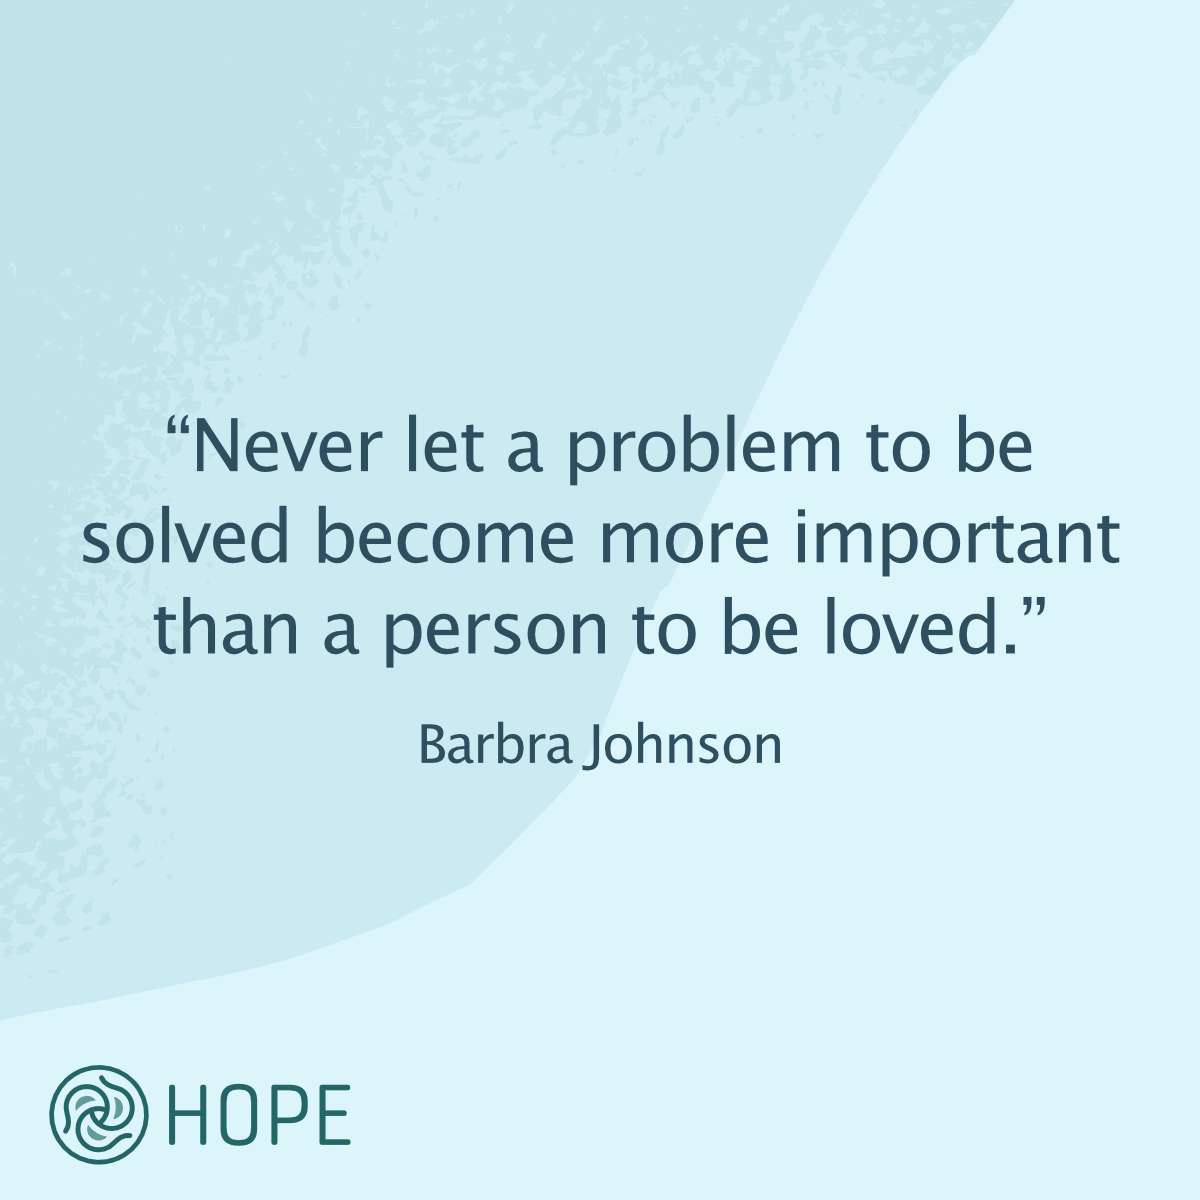 “Never let a problem to be
solved become more important
than a person to be loved.”
Barbra Johnson
HOPE